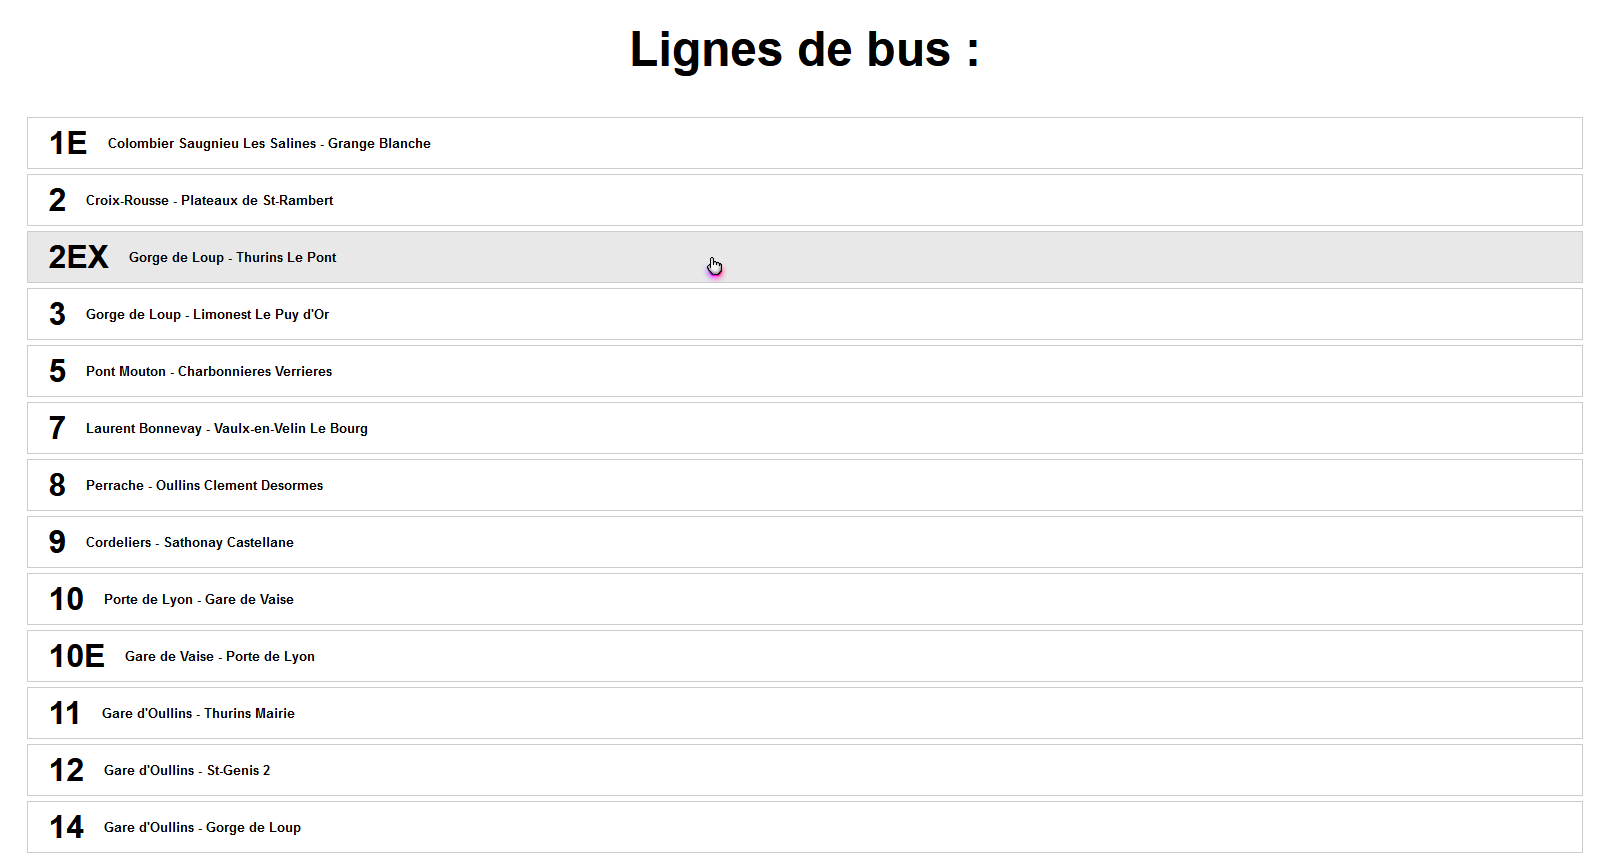 Lignes de bus :
1E Colombier Saugnieu Les Salines - Grange Blanche
2 Croix-Rousse - Plateaux de St-Rambert
2EX Gorge de Loup - Thurins Le Pont
3 Gorge de Loup - Limonest Le Puy d'Or
5 Pont Mouton - Charbonnieres Verrieres
7 Laurent Bonnevay - Vaulx-en-Velin Le Bourg
8 Perrache - Oullins Clement Desormes
9 Cordeliers - Sathonay Castellane
10 Porte de Lyon - Gare de Vaise
10E Gare de Vaise - Porte de Lyon
11 Gare d'Oullins - Thurins Mairie
12 Gare d'Oullins - St-Genis 2
14 Gare d'Oullins - Gorge de Loup